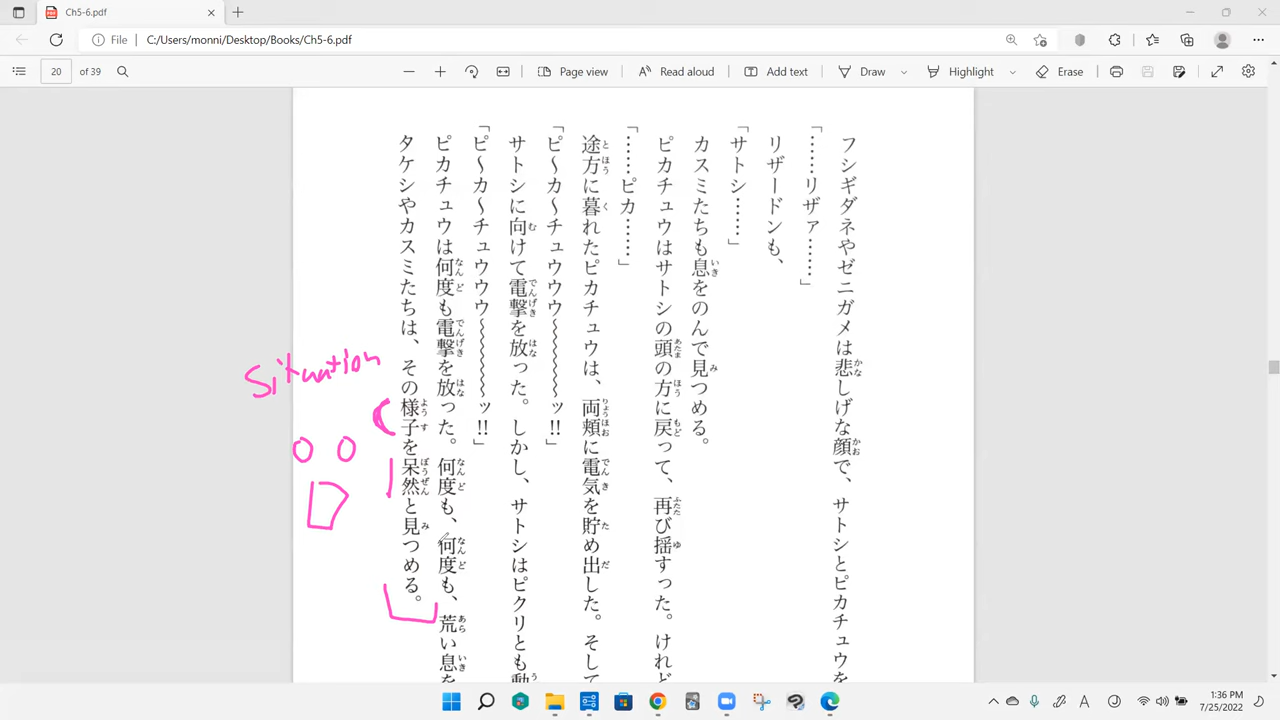 Ch5-6.pdf
File
C:/Users/monni/Desktop/Books/Ch5-6.pdf
20 of 39
Page view
Read aloud
Add text
Draw
Highlight
Erase
フシギダネやゼニガメは悲しげな顔で、サトシとピカチュウを
「……リザァ……」
リザードンも、
「サトシ……」
カスミたちも息をのんで見つめる。
ピカチュウはサトシの頭の方に戻って、再び揺すった。けれど
「……ピカ……」
途方に暮れたピカチュウは、両頬に電気を貯め出した。そして
「ピ〜カ〜チュウウウ〜〜〜〜〜ッ!!」
サトシに向けて電撃を放った。しかし、サトシはピクリとも動
「ピ〜カ〜チュウウウ〜〜〜〜〜〜ッ!!」
ピカチュウは何度も電撃を放った。何度も、何度も、荒い息を
タケシやカスミたちは、その様子を呆然と見つめる。
Situation
1:36 PM
7/25/2022